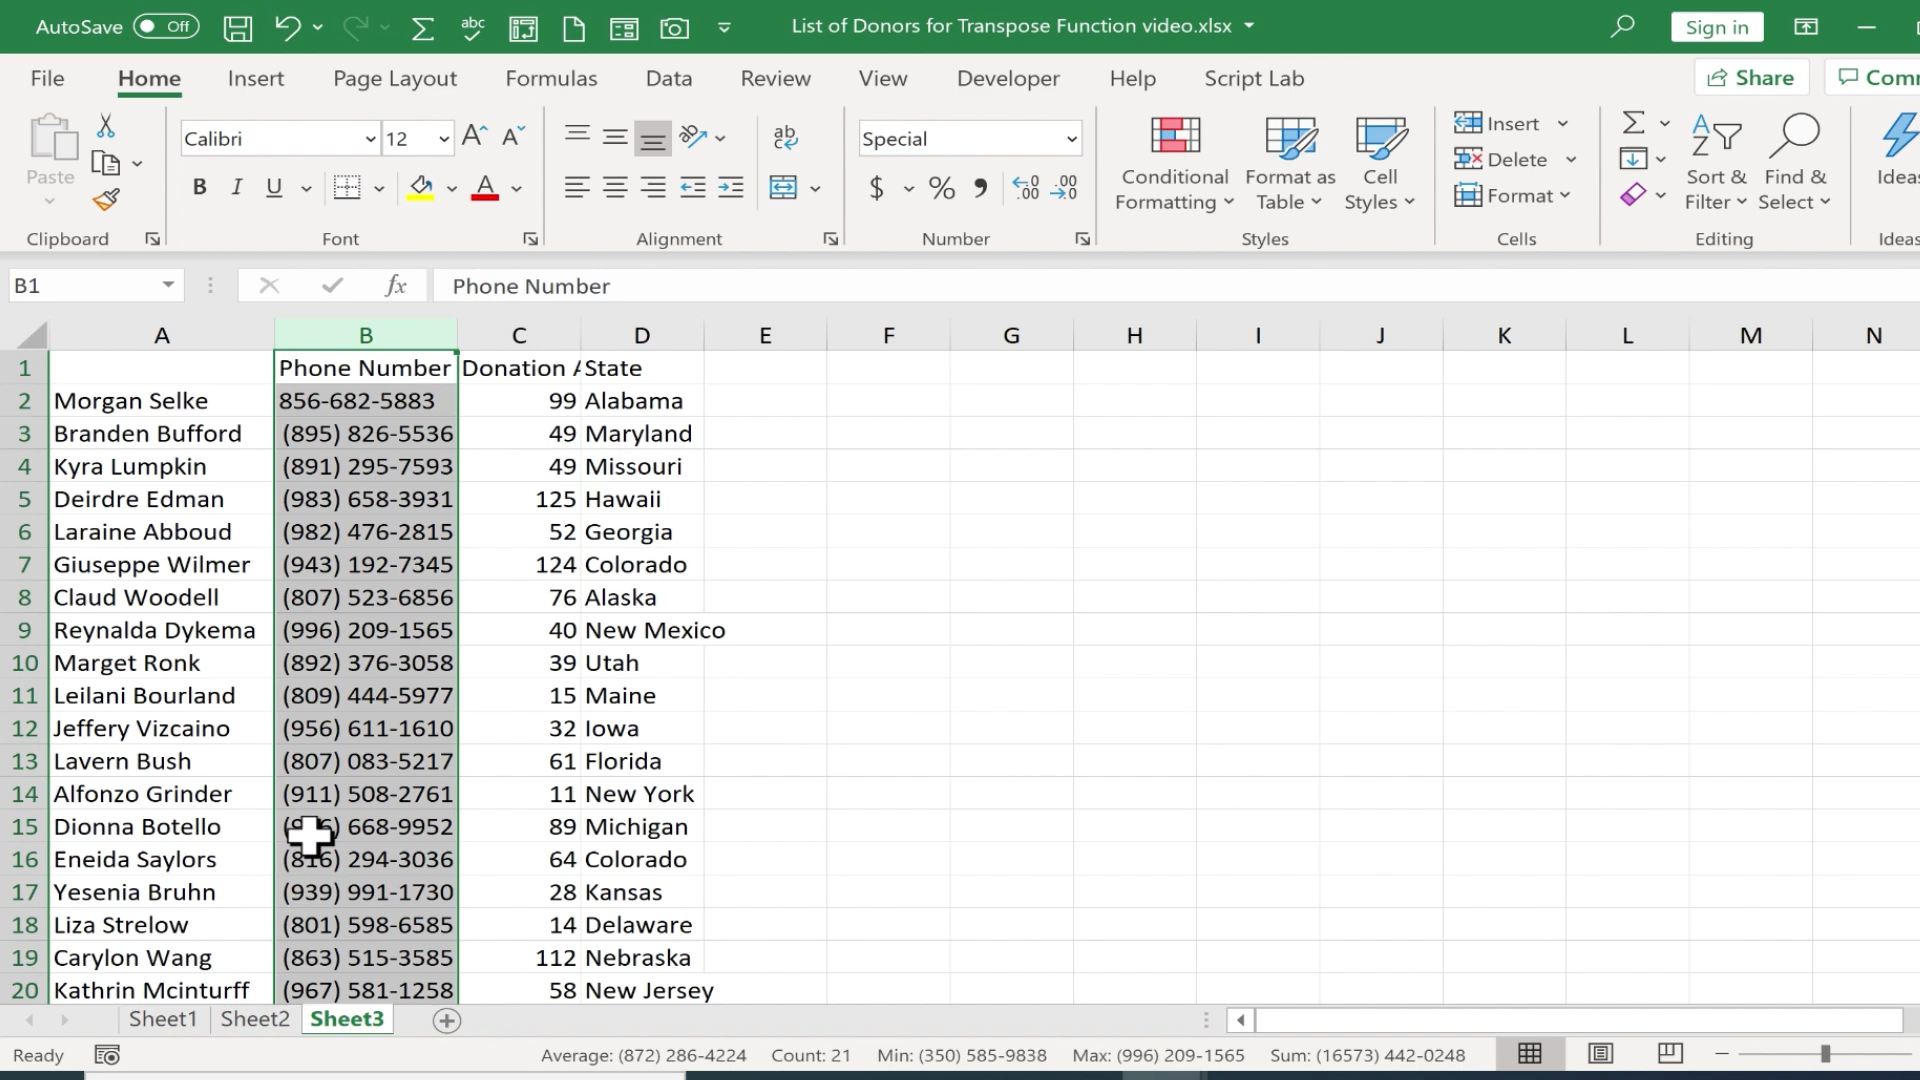 AutoSave Off abc List of Donors for Transpose Function video.xlsx Sign in
File Home Insert Page Layout Formulas Data Review View Developer Help Script Lab Share
Calibri 12 A A ab Special Insert Σ A
Paste c Delete Z
B I U A $ % , .00 .00 Conditional Format as Cell Format Sort & Find & Ideas
Formatting Table Styles Filter Select
Clipboard Font Alignment Number Styles Cells Editing Ideas
B1 fx Phone Number
A B C D E F G H I J K L M N
1 Phone Number Donation State
2 Morgan Selke 856-682-5883 99 Alabama
3 Branden Bufford (895) 826-5536 49 Maryland
4 Kyra Lumpkin (891) 295-7593 49 Missouri
5 Deirdre Edman (983) 658-3931 125 Hawaii
6 Laraine Abboud (982) 476-2815 52 Georgia
7 Giuseppe Wilmer (943) 192-7345 124 Colorado
8 Claud Woodell (807) 523-6856 76 Alaska
9 Reynalda Dykema (996) 209-1565 40 New Mexico
10 Marget Ronk (892) 376-3058 39 Utah
11 Leilani Bourland (809) 444-5977 15 Maine
12 Jeffery Vizcaino (956) 611-1610 32 Iowa
13 Lavern Bush (807) 083-5217 61 Florida
14 Alfonzo Grinder (911) 508-2761 11 New York
15 Dionna Botello 668-9952 89 Michigan
16 Eneida Saylors (816) 294-3036 64 Colorado
17 Yesenia Bruhn (939) 991-1730 28 Kansas
18 Liza Strelow (801) 598-6585 14 Delaware
19 Carylon Wang (863) 515-3585 112 Nebraska
20 Kathrin Mcinturff (967) 581-1258 58 New Jersey
Sheet1 Sheet2 Sheet3
Ready Average: (872) 286-4224 Count: 21 Min: (350) 585-9838 Max: (996) 209-1565 Sum: (16573) 442-0248